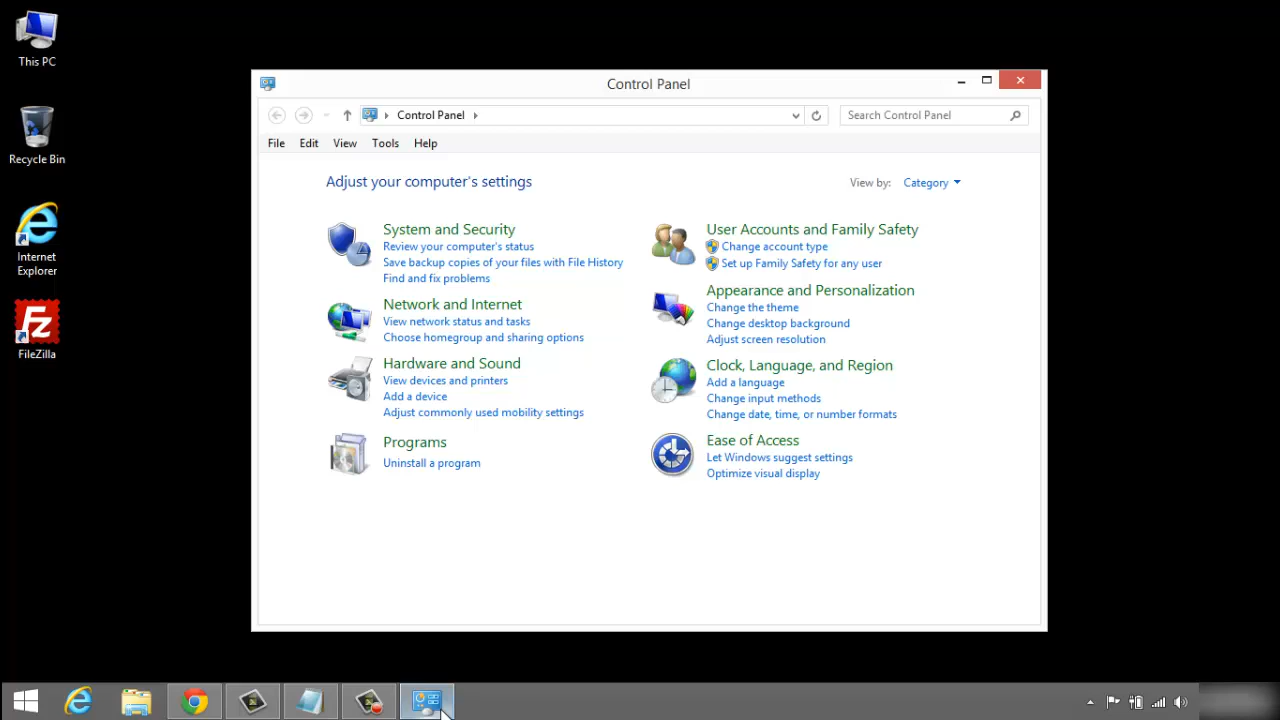 This PC
Recycle Bin
Internet
Explorer
FileZilla
Control Panel
Control Panel
Search Control Panel
File Edit View Tools Help
Adjust your computer's settings
View by: Category
System and Security
Review your computer's status
Save backup copies of your files with File History
Find and fix problems
Network and Internet
View network status and tasks
Choose homegroup and sharing options
Hardware and Sound
View devices and printers
Add a device
Adjust commonly used mobility settings
Programs
Uninstall a program
User Accounts and Family Safety
Change account type
Set up Family Safety for any user
Appearance and Personalization
Change the theme
Change desktop background
Adjust screen resolution
Clock, Language, and Region
Add a language
Change input methods
Change date, time, or number formats
Ease of Access
Let Windows suggest settings
Optimize visual display